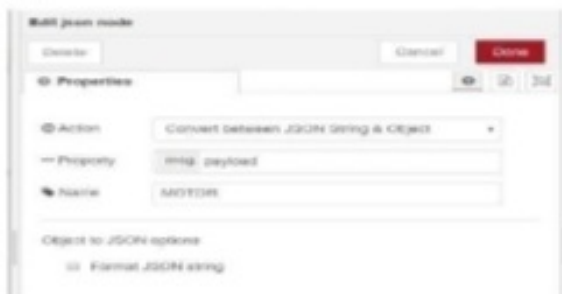 Edit json node
Delete Cancel Done
Properties
Action Convert between JSON String & Object
Property msg. payload
Name MOTOR
Object to JSON options
Format JSON string